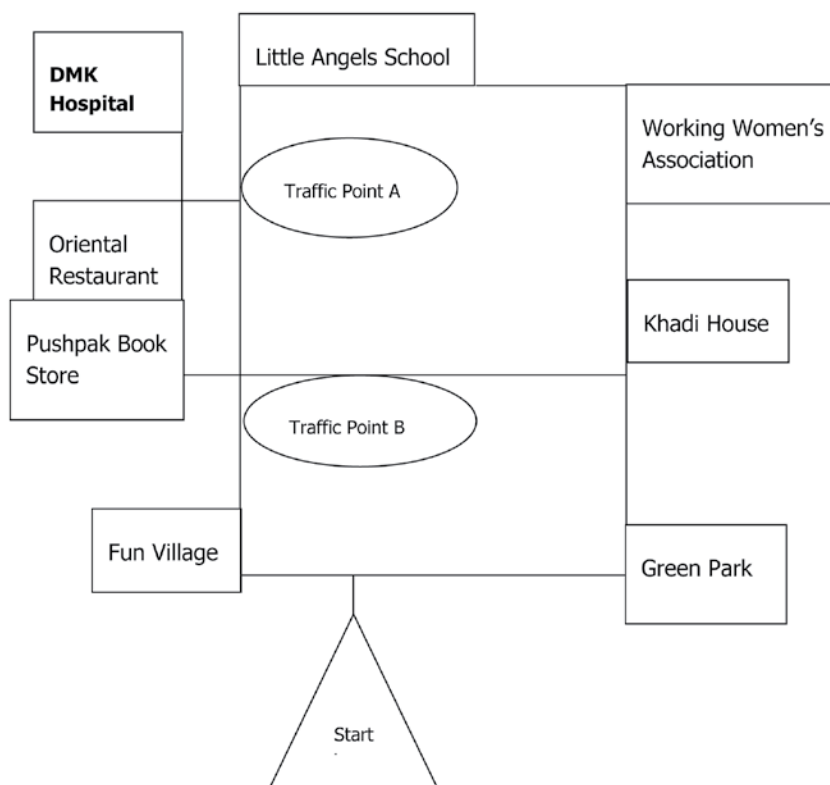 Little Angels School
DMK
Hospital
Working Women's
Association
Traffic Point A
Oriental
Restaurant
Khadi House
Pushpak Book
Store
Traffic Point B
Fun Village
Green Park
Start